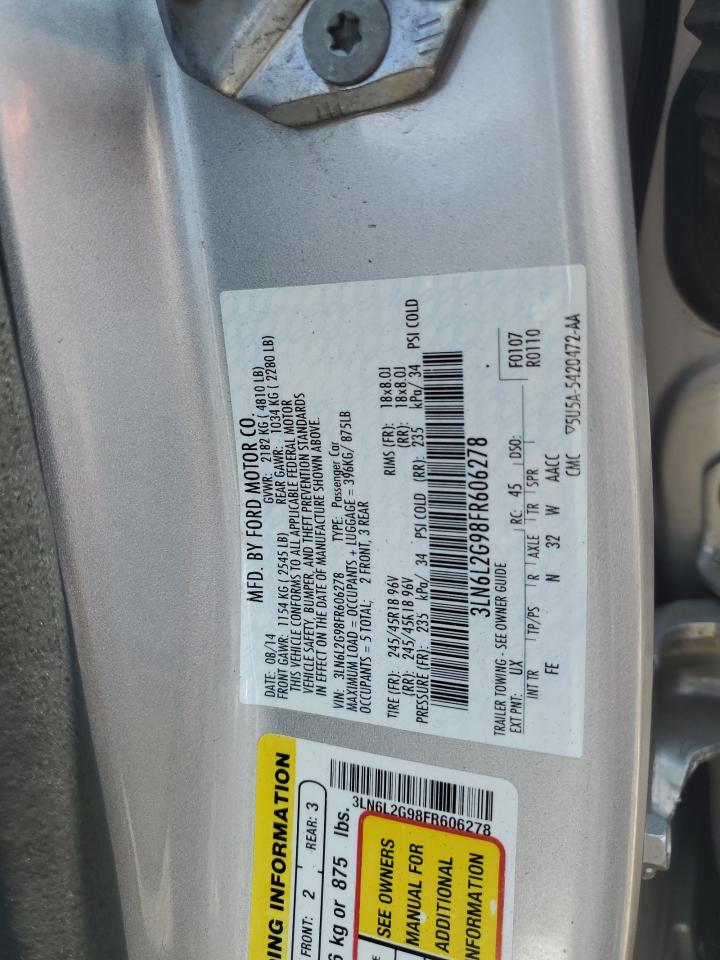 MFD. BY FORD MOTOR CO.
DATE: 08/14 GVWR: 2182 KG ( 4810 LB)
FRONT GAWR: 1154 KG ( 2545 LB) REAR GAWR: 1034 KG ( 2280 LB)
THIS VEHICLE CONFORMS TO ALL APPLICABLE FEDERAL MOTOR
VEHICLE SAFETY, BUMPER, AND THEFT PREVENTION STANDARDS
IN EFFECT ON THE DATE OF MANUFACTURE SHOWN ABOVE.
VIN: 3LN6L2G98FR606278 TYPE: Passenger Car
MAXIMUM LOAD = OCCUPANTS + LUGGAGE = 396KG/ 875LB
OCCUPANTS = 5 TOTAL: 2 FRONT, 3 REAR
TIRE (FR): 245/45R18 96V RIMS (FR): 18x8.0J
(RR): 245/45R18 96V (RR): 18x8.0J
PRESSURE (FR): 235 kPa/ 34 PSI COLD (RR): 235 kPa/ 34 PSI COLD
3LN6L2G98FR606278
TRAILER TOWING - SEE OWNER GUIDE F0107
EXT PNT: UX RC: 45 DSO: R0110
INT TR TP/PS R AXLE TR SPR
FE N 32 W AACC
CMC ▽5U5A-5420472-AA
ING INFORMATION
FRONT: 2 REAR: 3
6 kg or 875 lbs.
3LN6L2G98FR606278
SEE OWNERS
MANUAL FOR
ADDITIONAL
INFORMATION